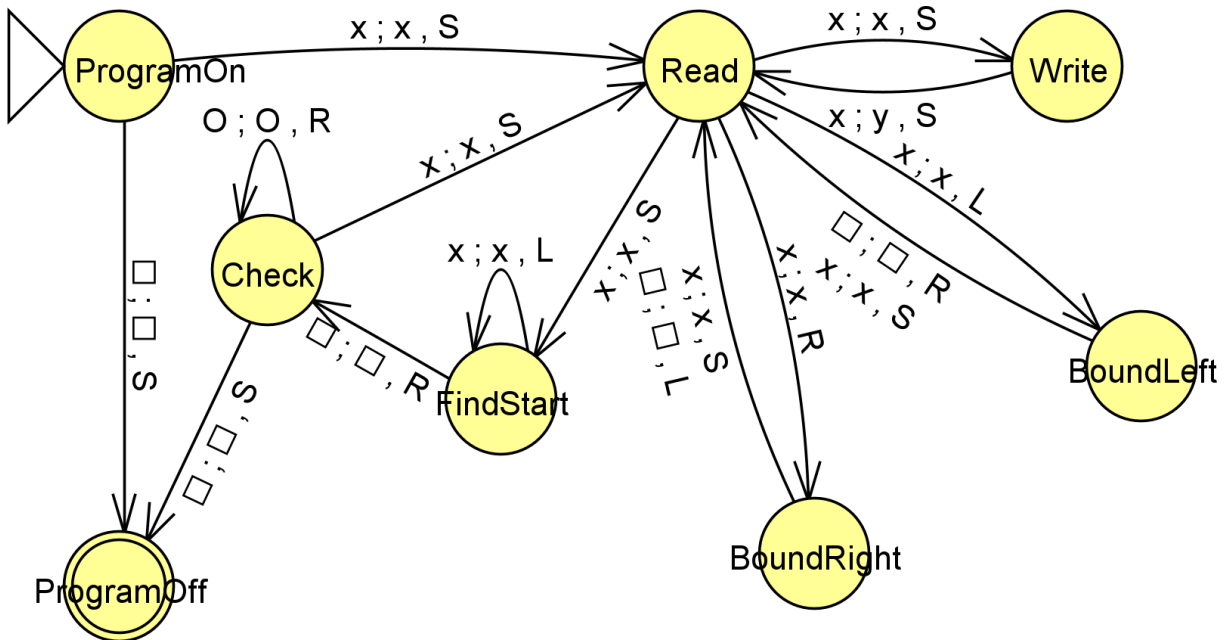 x ; x , S
x ; x , S
ProgramOn
Read
Write
O ; O , R
x ; y , S
x ; x , S
x ; x , L
□ ; □ , R
x ; x , S
x ; x , S
x ; x , L
Check
□ ; □ , S
x ; x , R
x ; x , S
□ ; □ , L
□ ; □ , R
BoundLeft
FindStart
□ ; □ , S
BoundRight
ProgramOff